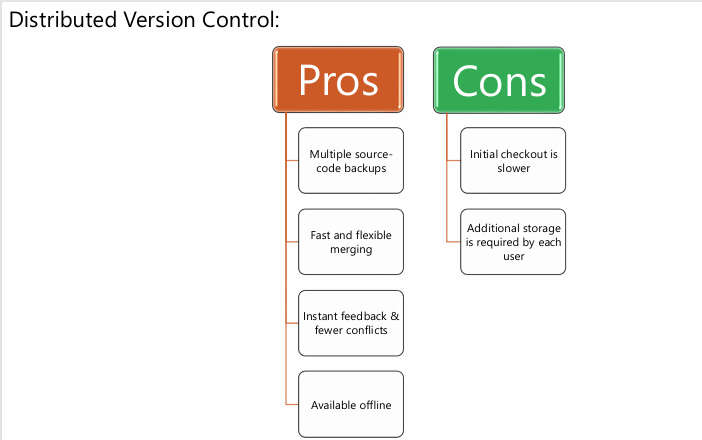 Distributed Version Control:
Pros
Multiple source-
code backups
Fast and flexible
merging
Instant feedback &
fewer conflicts
Available offline
Cons
Initial checkout is
slower
Additional storage
is required by each
user